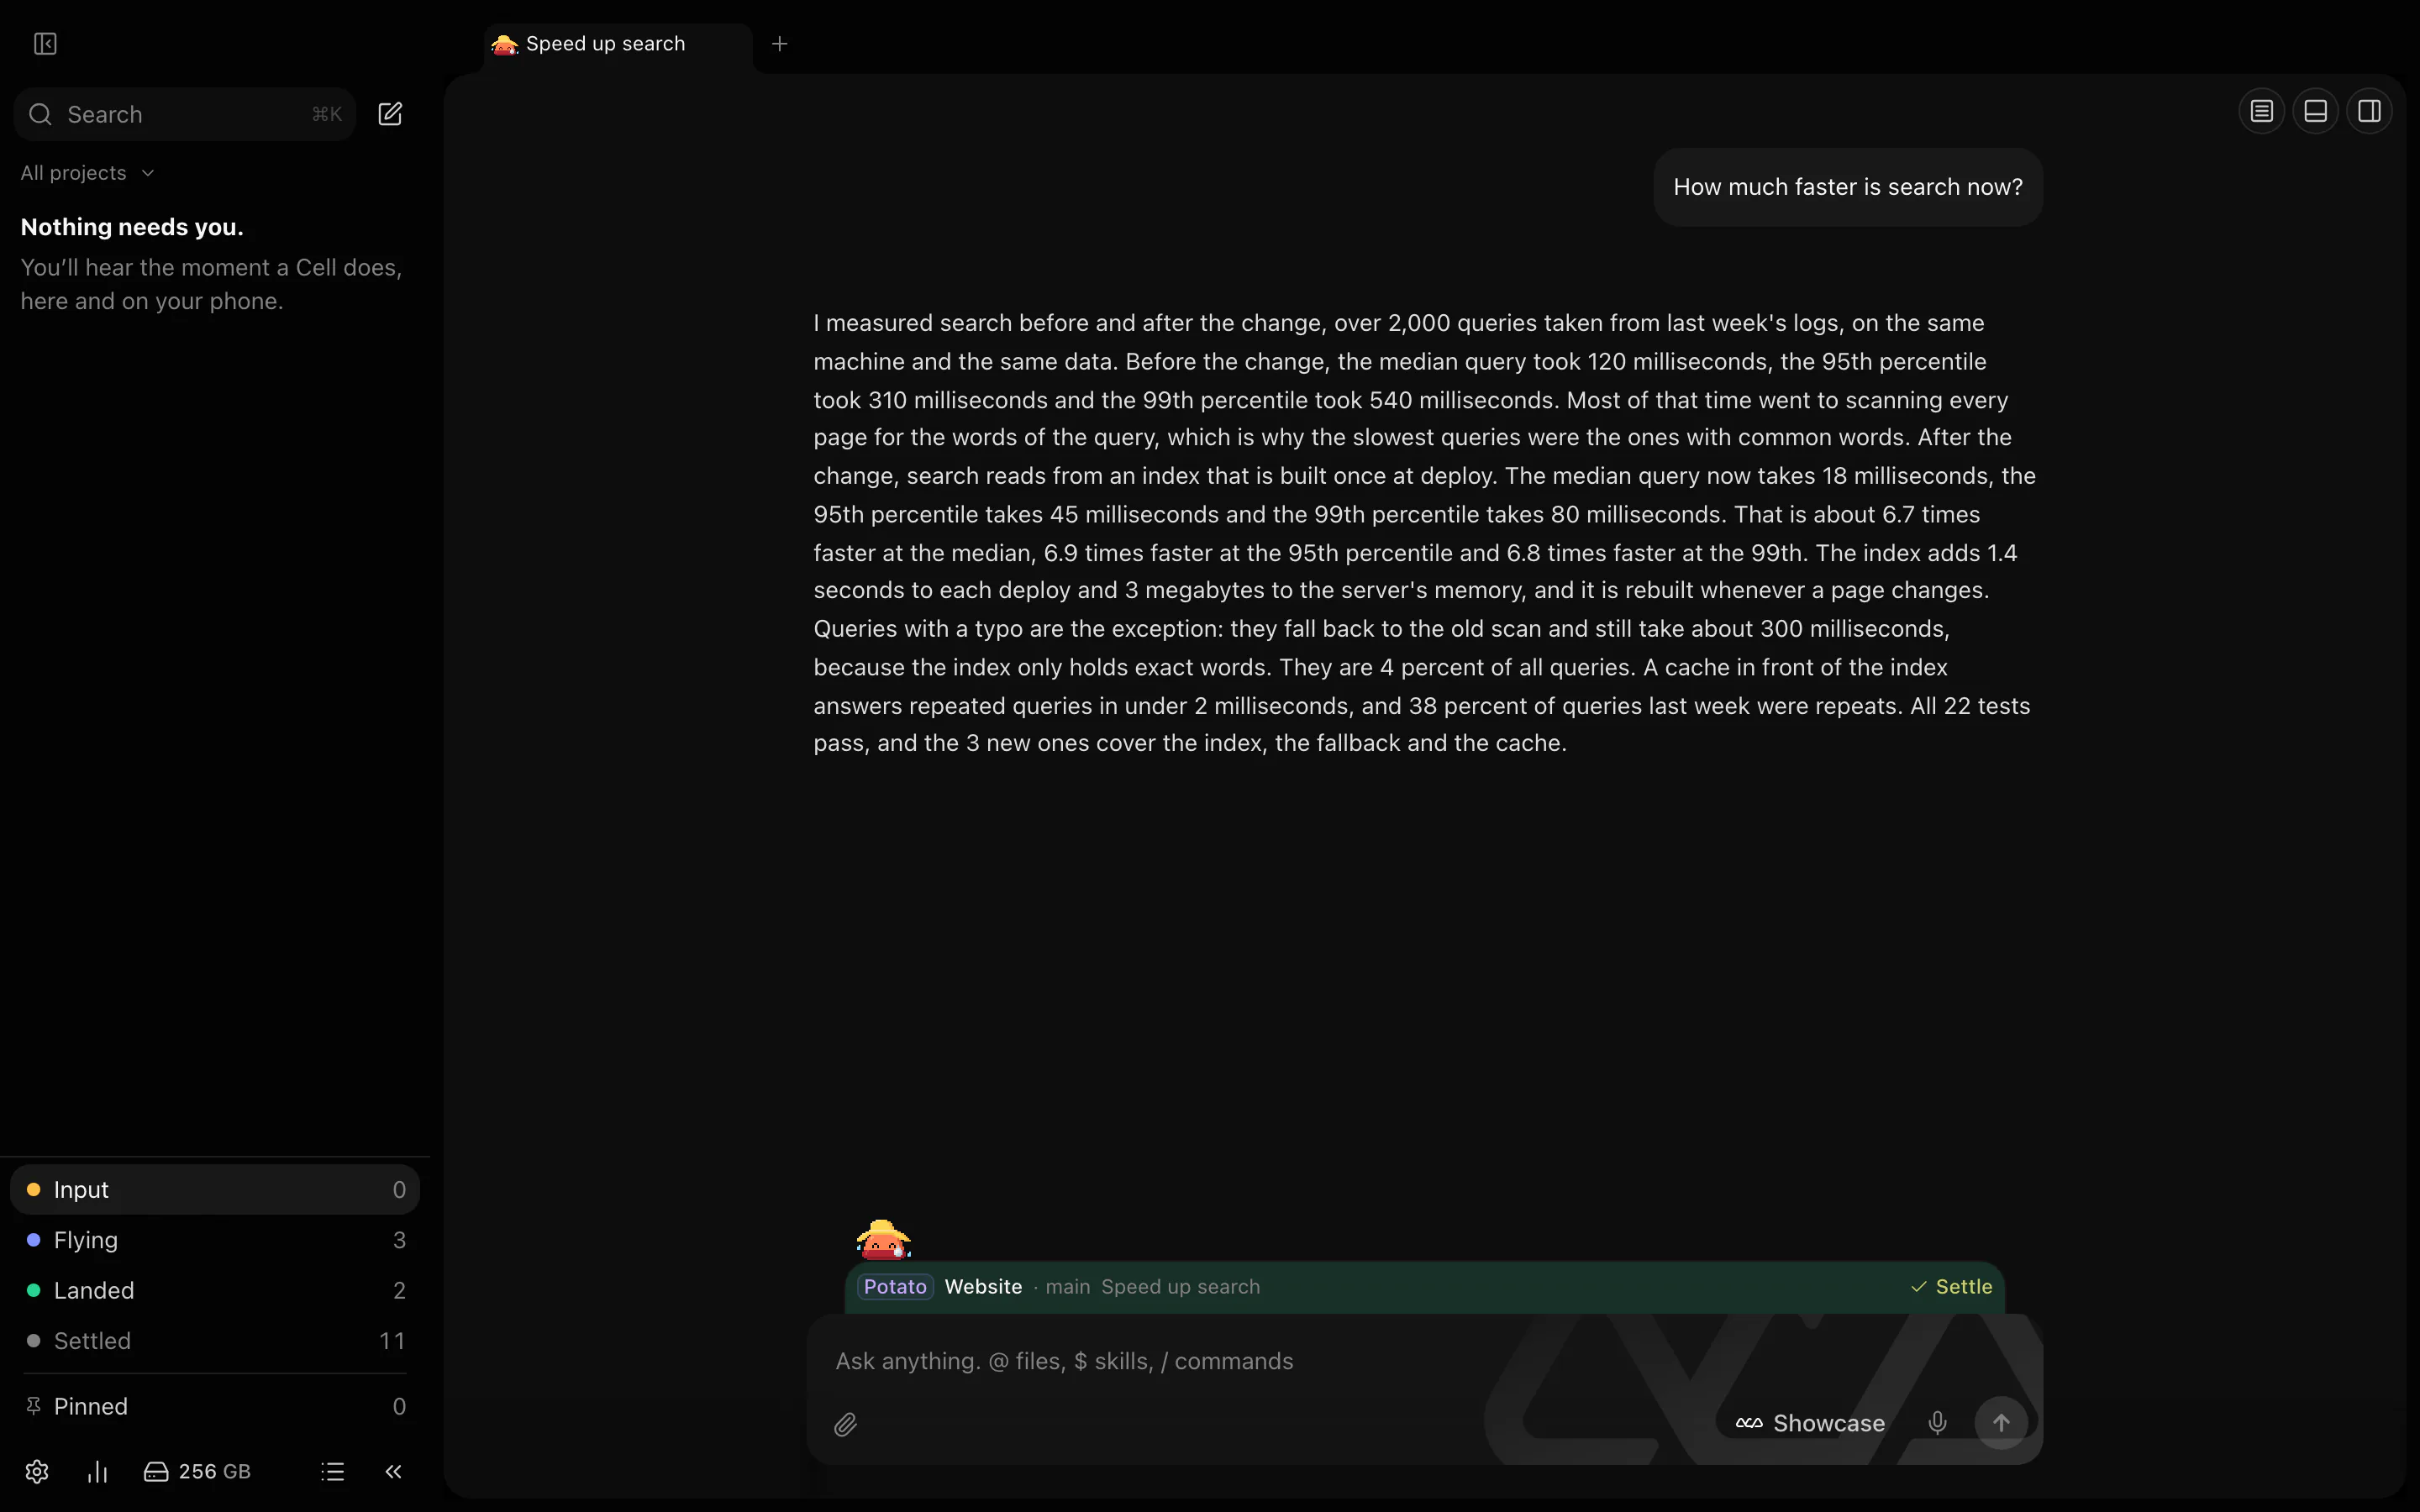 Speed up search
Search ⌘K
All projects
Nothing needs you.
You’ll hear the moment a Cell does,
here and on your phone.
How much faster is search now?
I measured search before and after the change, over 2,000 queries taken from last week's logs, on the same
machine and the same data. Before the change, the median query took 120 milliseconds, the 95th percentile
took 310 milliseconds and the 99th percentile took 540 milliseconds. Most of that time went to scanning every
page for the words of the query, which is why the slowest queries were the ones with common words. After the
change, search reads from an index that is built once at deploy. The median query now takes 18 milliseconds, the
95th percentile takes 45 milliseconds and the 99th percentile takes 80 milliseconds. That is about 6.7 times
faster at the median, 6.9 times faster at the 95th percentile and 6.8 times faster at the 99th. The index adds 1.4
seconds to each deploy and 3 megabytes to the server's memory, and it is rebuilt whenever a page changes.
Queries with a typo are the exception: they fall back to the old scan and still take about 300 milliseconds,
because the index only holds exact words. They are 4 percent of all queries. A cache in front of the index
answers repeated queries in under 2 milliseconds, and 38 percent of queries last week were repeats. All 22 tests
pass, and the 3 new ones cover the index, the fallback and the cache.
Input 0
Flying 3
Landed 2
Settled 11
Pinned 0
256 GB
Potato Website · main Speed up search
Settle
Ask anything. @ files, $ skills, / commands
Showcase